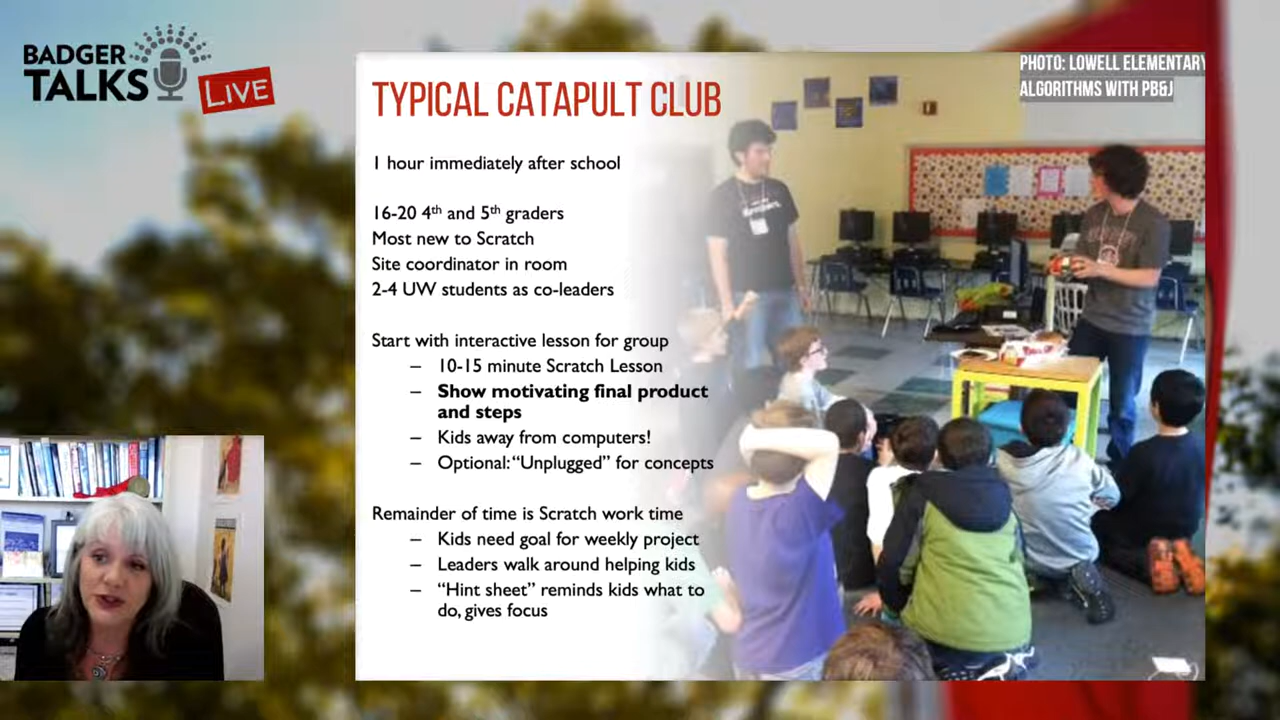 BADGER
TALKS
LIVE
PHOTO: LOWELL ELEMENTARY
ALGORITHMS WITH PB&J
TYPICAL CATAPULT CLUB
1 hour immediately after school
16-20 4th and 5th graders
Most new to Scratch
Site coordinator in room
2-4 UW students as co-leaders
Start with interactive lesson for group
– 10-15 minute Scratch Lesson
– Show motivating final product
and steps
– Kids away from computers!
– Optional: “Unplugged” for concepts
Remainder of time is Scratch work time
– Kids need goal for weekly project
– Leaders walk around helping kids
– “Hint sheet” reminds kids what to
do, gives focus